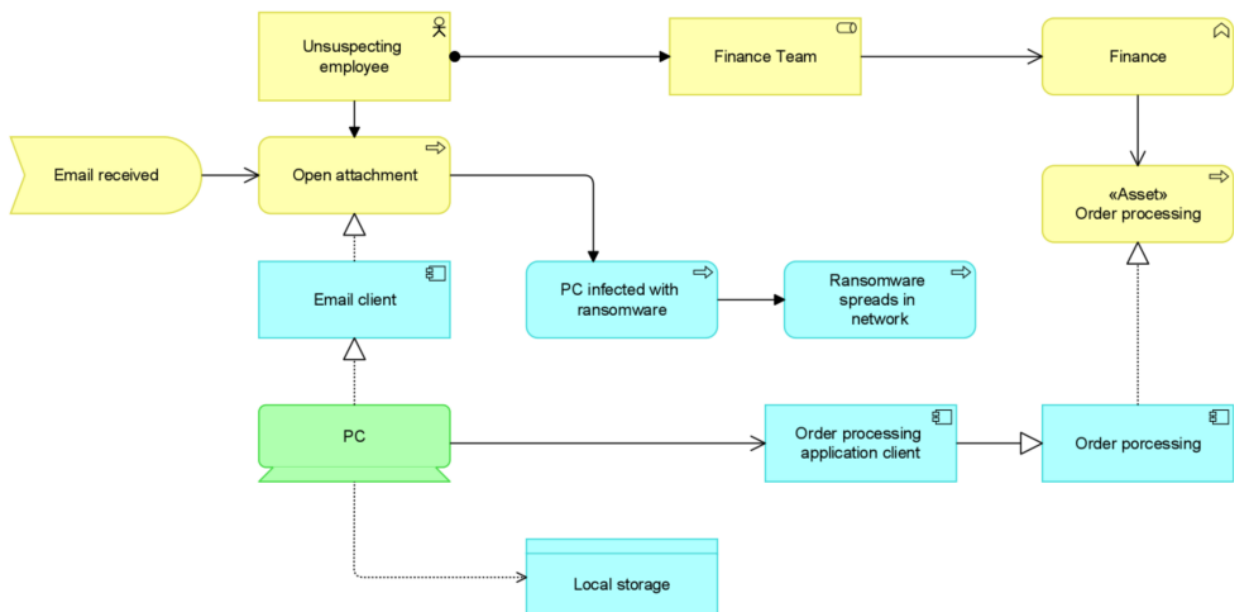 Unsuspecting
employee
Finance Team
Finance
Email received
Open attachment
«Asset»
Order processing
Email client
PC infected with
ransomware
Ransomware
spreads in
network
PC
Order processing
application client
Order porcessing
Local storage